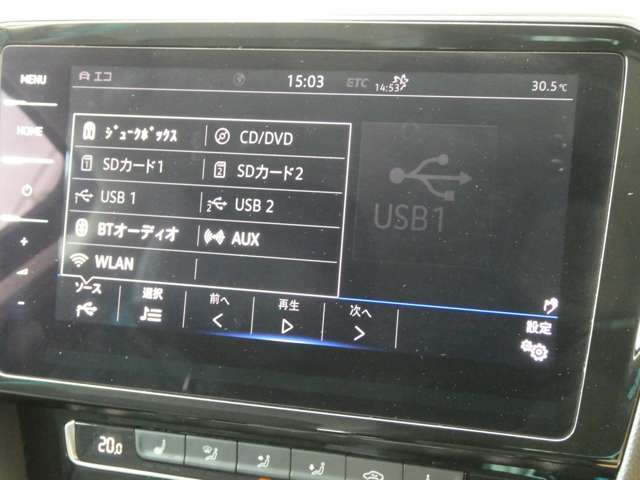 MENU
エコ 15:03 ETC 14:53 30.5℃
HOME
ｼﾞｭｰｸﾎﾞｯｸｽ CD/DVD
1 SDカード1 2 SDカード2
USB 1 2 USB 2
BTオーディオ AUX
WLAN
USB1
+
-
ソース 選択 前へ 再生 次へ 設定
20.0